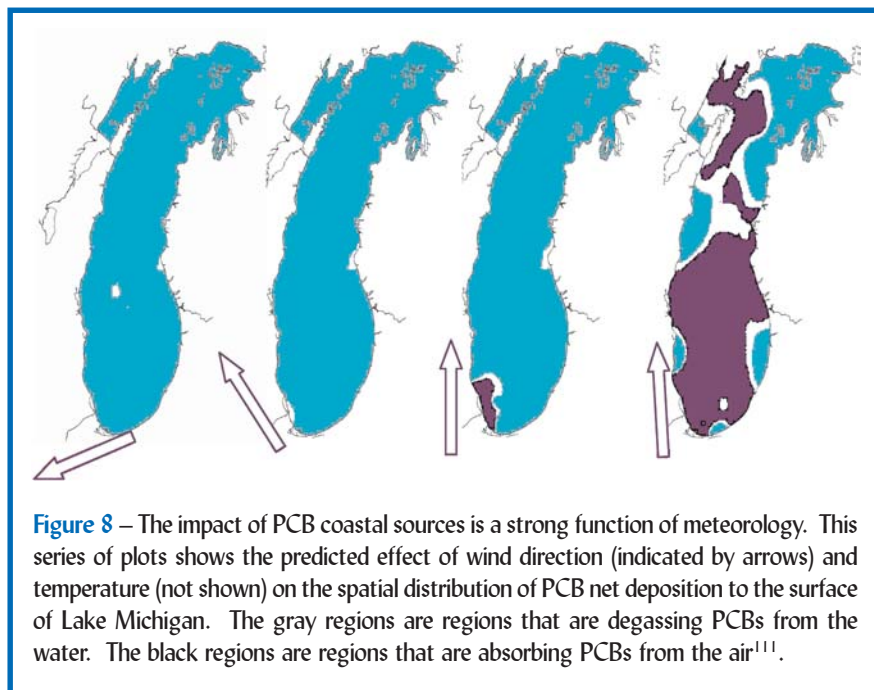 Figure 8 – The impact of PCB coastal sources is a strong function of meteorology. This
series of plots shows the predicted effect of wind direction (indicated by arrows) and
temperature (not shown) on the spatial distribution of PCB net deposition to the surface
of Lake Michigan. The gray regions are regions that are degassing PCBs from the
water. The black regions are regions that are absorbing PCBs from the air¹¹¹.